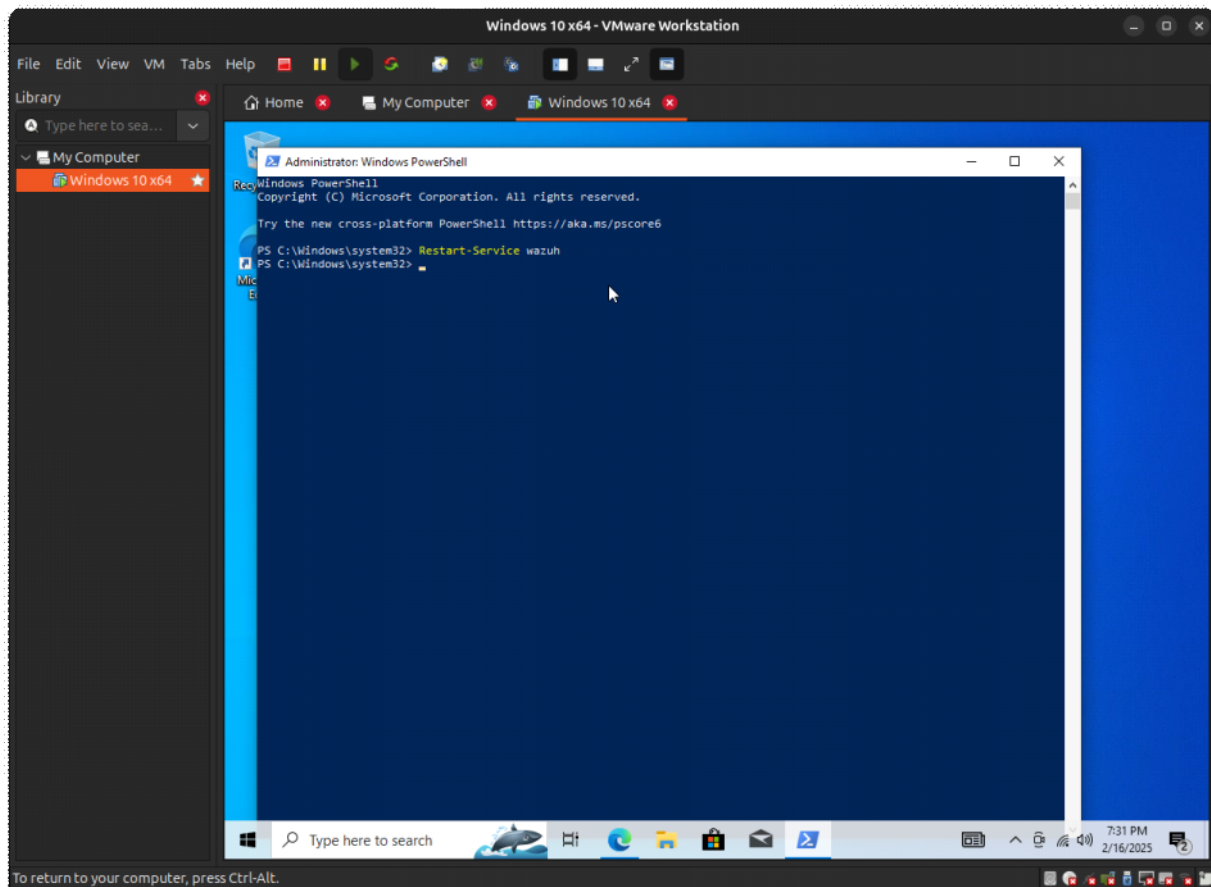 Windows 10 x64 - VMware Workstation
File Edit View VM Tabs Help
Library
Type here to sea...
My Computer
Windows 10 x64
Home
My Computer
Windows 10 x64
Recy
Mic
E
Administrator: Windows PowerShell
Windows PowerShell
Copyright (C) Microsoft Corporation. All rights reserved.
Try the new cross-platform PowerShell https://aka.ms/pscore6
PS C:\Windows\system32> Restart-Service wazuh
PS C:\Windows\system32>
Type here to search
7:31 PM
2/16/2025
2
To return to your computer, press Ctrl-Alt.